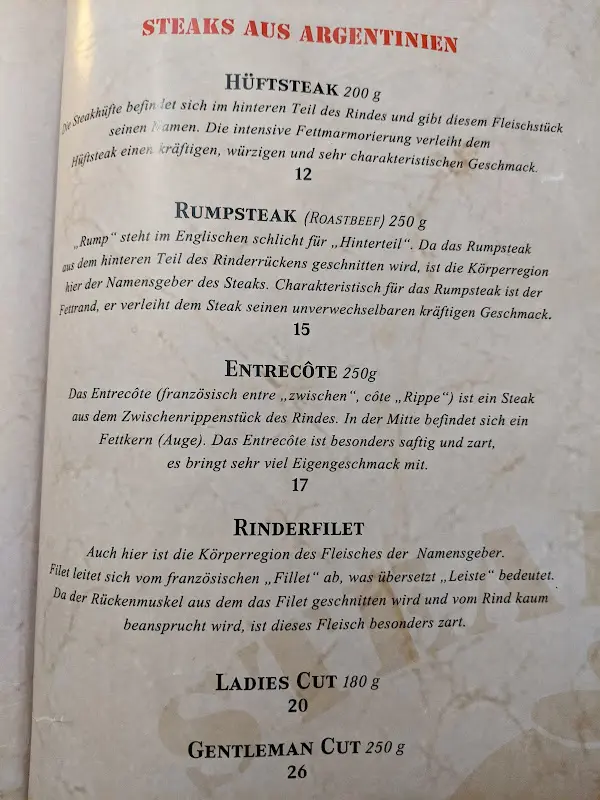 STEAKS AUS ARGENTINIEN
HÜFTSTEAK 200 g
Die Steakhüfte befindet sich im hinteren Teil des Rindes und gibt diesem Fleischstück
seinen Namen. Die intensive Fettmarmorierung verleiht dem
Hüftsteak einen kräftigen, würzigen und sehr charakteristischen Geschmack.
12
RUMPSTEAK (ROASTBEEF) 250 g
„Rump“ steht im Englischen schlicht für „Hinterteil“. Da das Rumpsteak
aus dem hinteren Teil des Rinderrückens geschnitten wird, ist die Körperregion
hier der Namensgeber des Steaks. Charakteristisch für das Rumpsteak ist der
Fettrand, er verleiht dem Steak seinen unverwechselbaren kräftigen Geschmack.
15
ENTRECÔTE 250g
Das Entrecôte (französisch entre „zwischen“, côte „Rippe“) ist ein Steak
aus dem Zwischenrippenstück des Rindes. In der Mitte befindet sich ein
Fettkern (Auge). Das Entrecôte ist besonders saftig und zart,
es bringt sehr viel Eigengeschmack mit.
17
RINDERFILET
Auch hier ist die Körperregion des Fleisches der Namensgeber.
Filet leitet sich vom französischen „Fillet“ ab, was übersetzt „Leiste“ bedeutet.
Da der Rückenmuskel aus dem das Filet geschnitten wird und vom Rind kaum
beansprucht wird, ist dieses Fleisch besonders zart.
LADIES CUT 180 g
20
GENTLEMAN CUT 250 g
26